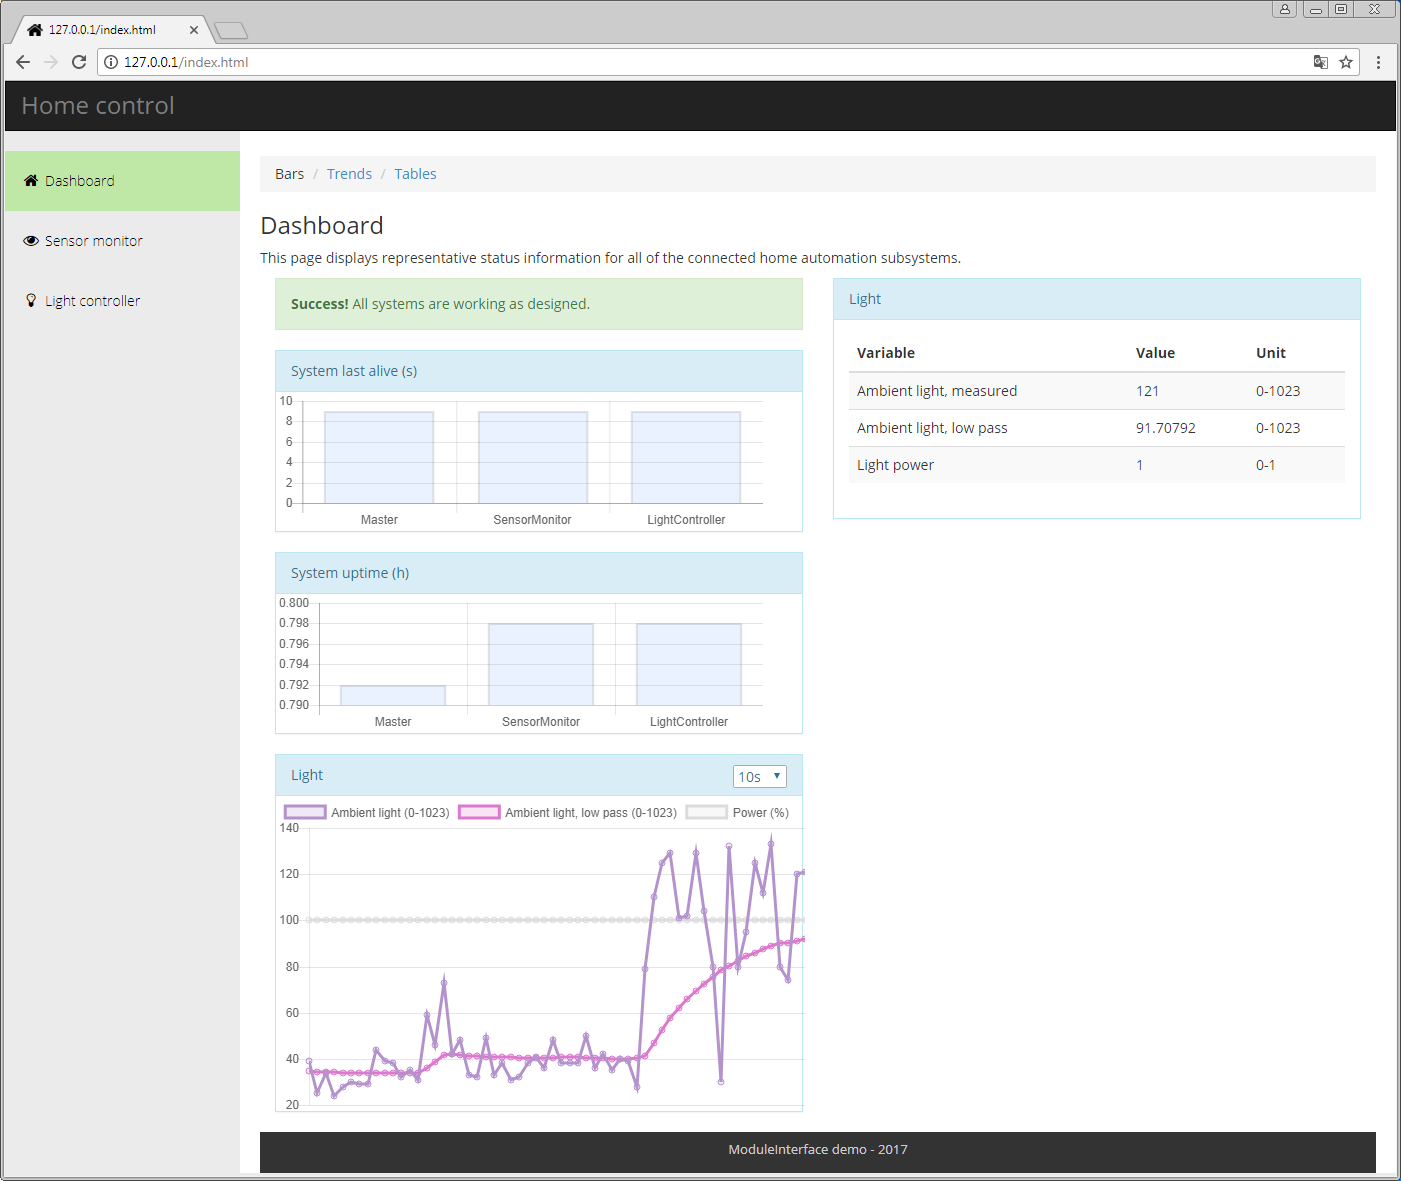 127.0.0.1/index.html
127.0.0.1/index.html
Home control
Dashboard
Sensor monitor
Light controller
Bars / Trends / Tables
Dashboard
This page displays representative status information for all of the connected home automation subsystems.
Success! All systems are working as designed.
System last alive (s)
10
8
6
4
2
0
Master SensorMonitor LightController
System uptime (h)
0.800
0.798
0.796
0.794
0.792
0.790
Master SensorMonitor LightController
Light 10s
Ambient light (0-1023) Ambient light, low pass (0-1023) Power (%)
140
120
100
80
60
40
20
Light
Variable Value Unit
Ambient light, measured 121 0-1023
Ambient light, low pass 91.70792 0-1023
Light power 1 0-1
ModuleInterface demo - 2017